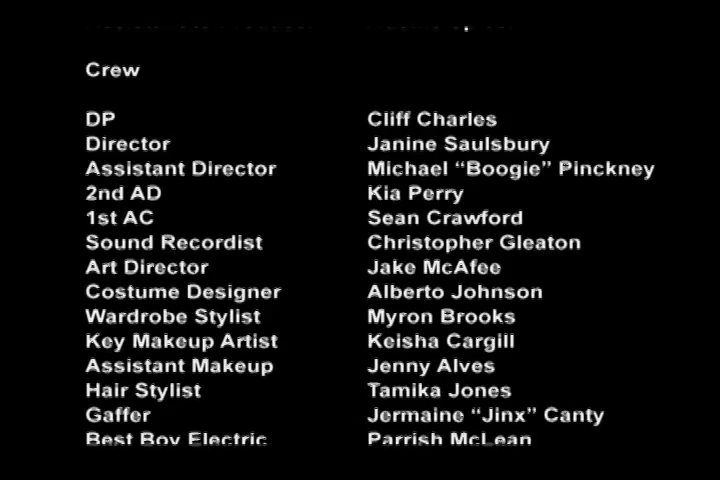 Crew
DP Cliff Charles
Director Janine Saulsbury
Assistant Director Michael “Boogie” Pinckney
2nd AD Kia Perry
1st AC Sean Crawford
Sound Recordist Christopher Gleaton
Art Director Jake McAfee
Costume Designer Alberto Johnson
Wardrobe Stylist Myron Brooks
Key Makeup Artist Keisha Cargill
Assistant Makeup Jenny Alves
Hair Stylist Tamika Jones
Gaffer Jermaine “Jinx” Canty
Best Boy Electric Parrish McLean